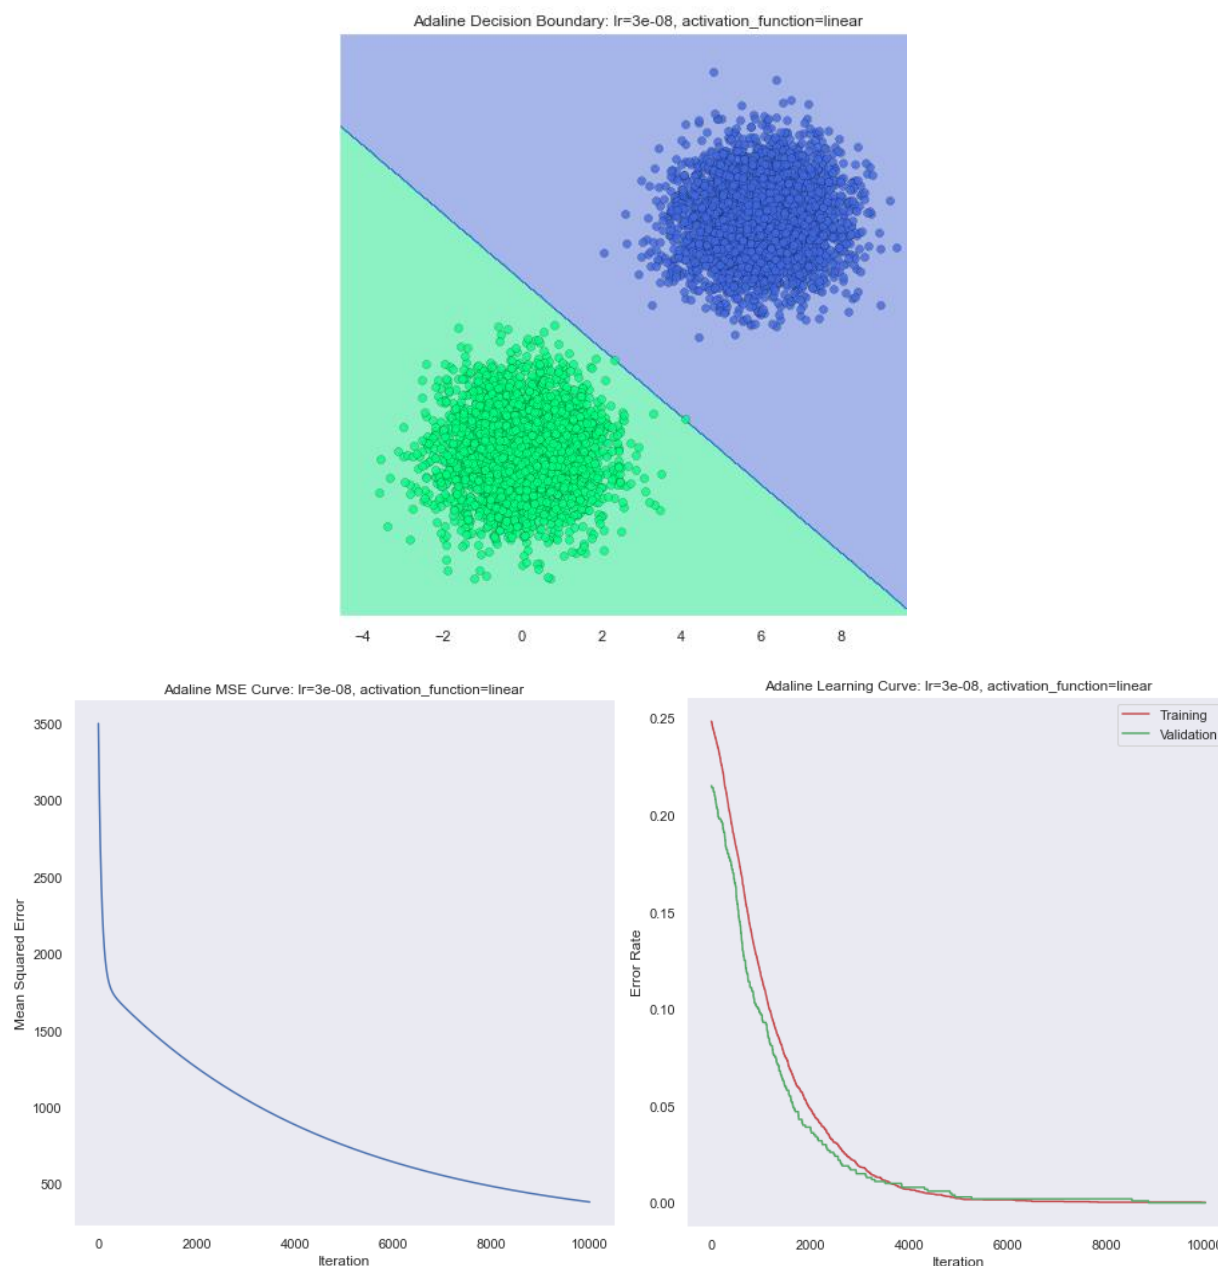 Adaline Decision Boundary: lr=3e-08, activation_function=linear
−4 −2 0 2 4 6 8
Adaline MSE Curve: lr=3e-08, activation_function=linear
3500
3000
2500
2000
1500
1000
500
Mean Squared Error
0 2000 4000 6000 8000 10000
Iteration
Adaline Learning Curve: lr=3e-08, activation_function=linear
Training
Validation
0.25
0.20
0.15
0.10
0.05
0.00
Error Rate
0 2000 4000 6000 8000 10000
Iteration